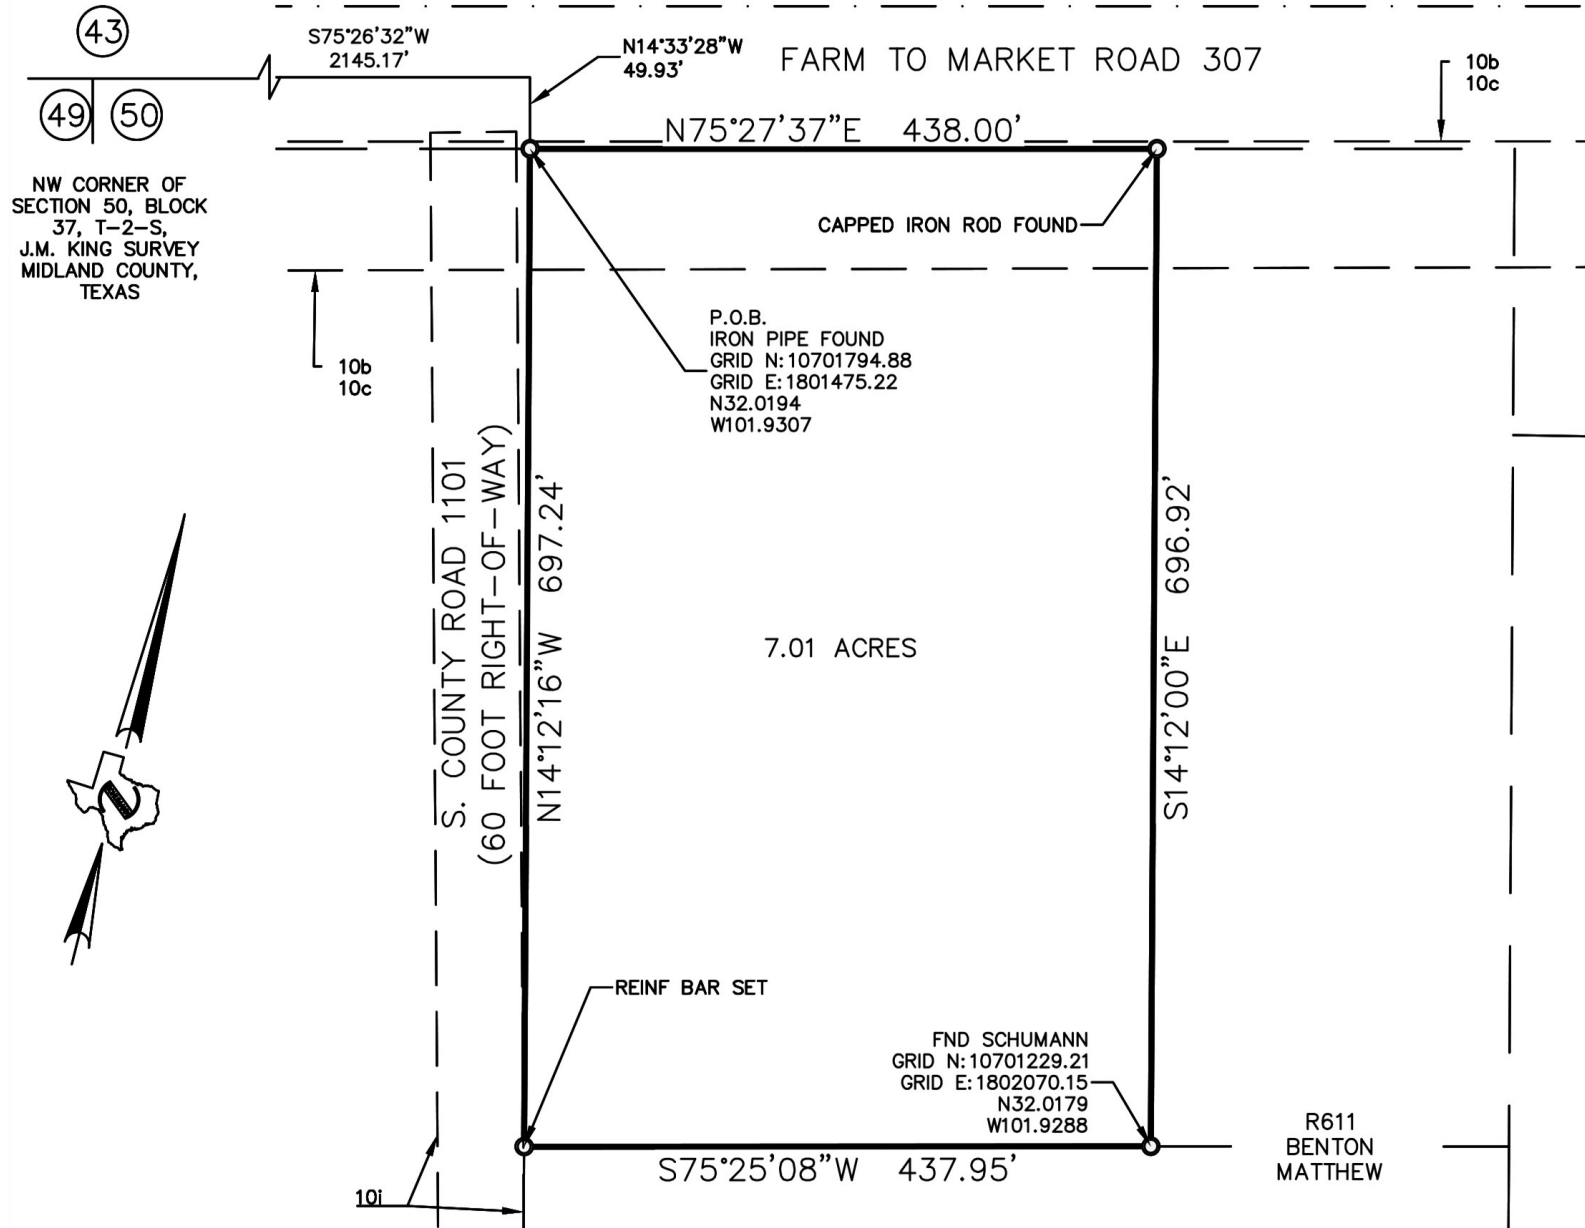 43
49
50
NW CORNER OF
SECTION 50, BLOCK
37, T-2-S,
J.M. KING SURVEY
MIDLAND COUNTY,
TEXAS
S75°26'32"W
2145.17'
N14°33'28"W
49.93'
FARM TO MARKET ROAD 307
10b
10c
N75°27'37"E 438.00'
CAPPED IRON ROD FOUND
10b
10c
P.O.B.
IRON PIPE FOUND
GRID N:10701794.88
GRID E:1801475.22
N32.0194
W101.9307
S. COUNTY ROAD 1101
(60 FOOT RIGHT-OF-WAY)
N14°12'16"W 697.24'
7.01 ACRES
S14°12'00"E 696.92'
REINF BAR SET
FND SCHUMANN
GRID N:10701229.21
GRID E:1802070.15
N32.0179
W101.9288
S75°25'08"W 437.95'
R611
BENTON
MATTHEW
10i